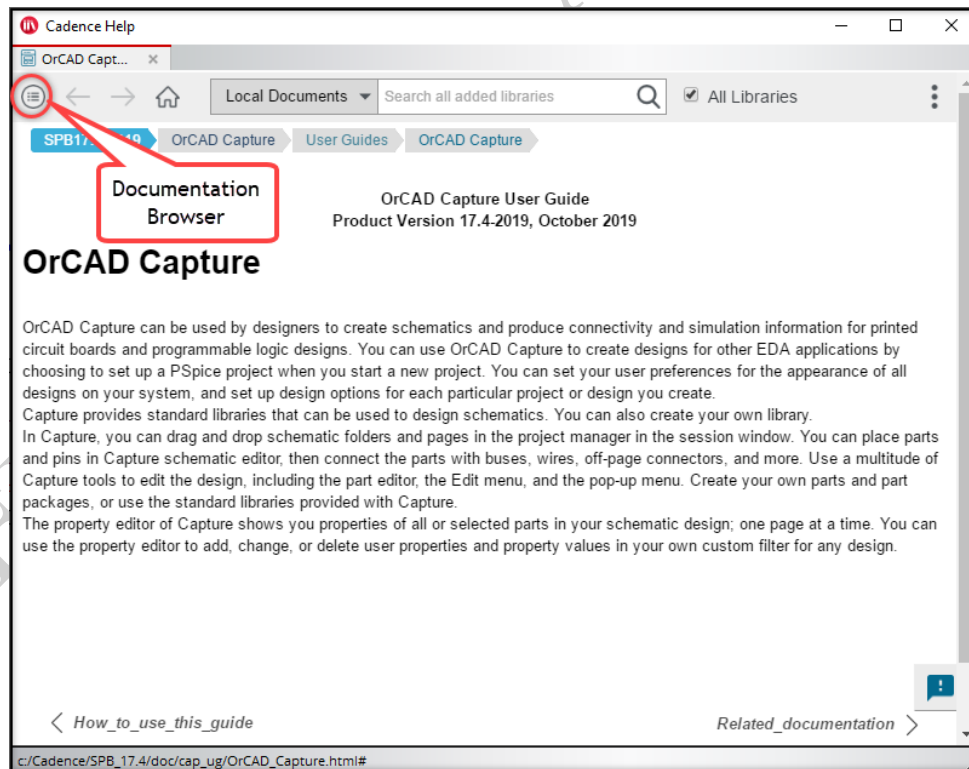 Cadence Help
OrCAD Capt...
Local Documents
Search all added libraries
All Libraries
OrCAD Capture
User Guides
OrCAD Capture
Documentation
Browser
OrCAD Capture User Guide
Product Version 17.4-2019, October 2019
OrCAD Capture
OrCAD Capture can be used by designers to create schematics and produce connectivity and simulation information for printed
circuit boards and programmable logic designs. You can use OrCAD Capture to create designs for other EDA applications by
choosing to set up a PSpice project when you start a new project. You can set your user preferences for the appearance of all
designs on your system, and set up design options for each particular project or design you create.
Capture provides standard libraries that can be used to design schematics. You can also create your own library.
In Capture, you can drag and drop schematic folders and pages in the project manager in the session window. You can place parts
and pins in Capture schematic editor, then connect the parts with buses, wires, off-page connectors, and more. Use a multitude of
Capture tools to edit the design, including the part editor, the Edit menu, and the pop-up menu. Create your own parts and part
packages, or use the standard libraries provided with Capture.
The property editor of Capture shows you properties of all or selected parts in your schematic design; one page at a time. You can
use the property editor to add, change, or delete user properties and property values in your own custom filter for any design.
How_to_use_this_guide
Related_documentation
c:/Cadence/SPB_17.4/doc/cap_ug/OrCAD_Capture.html#